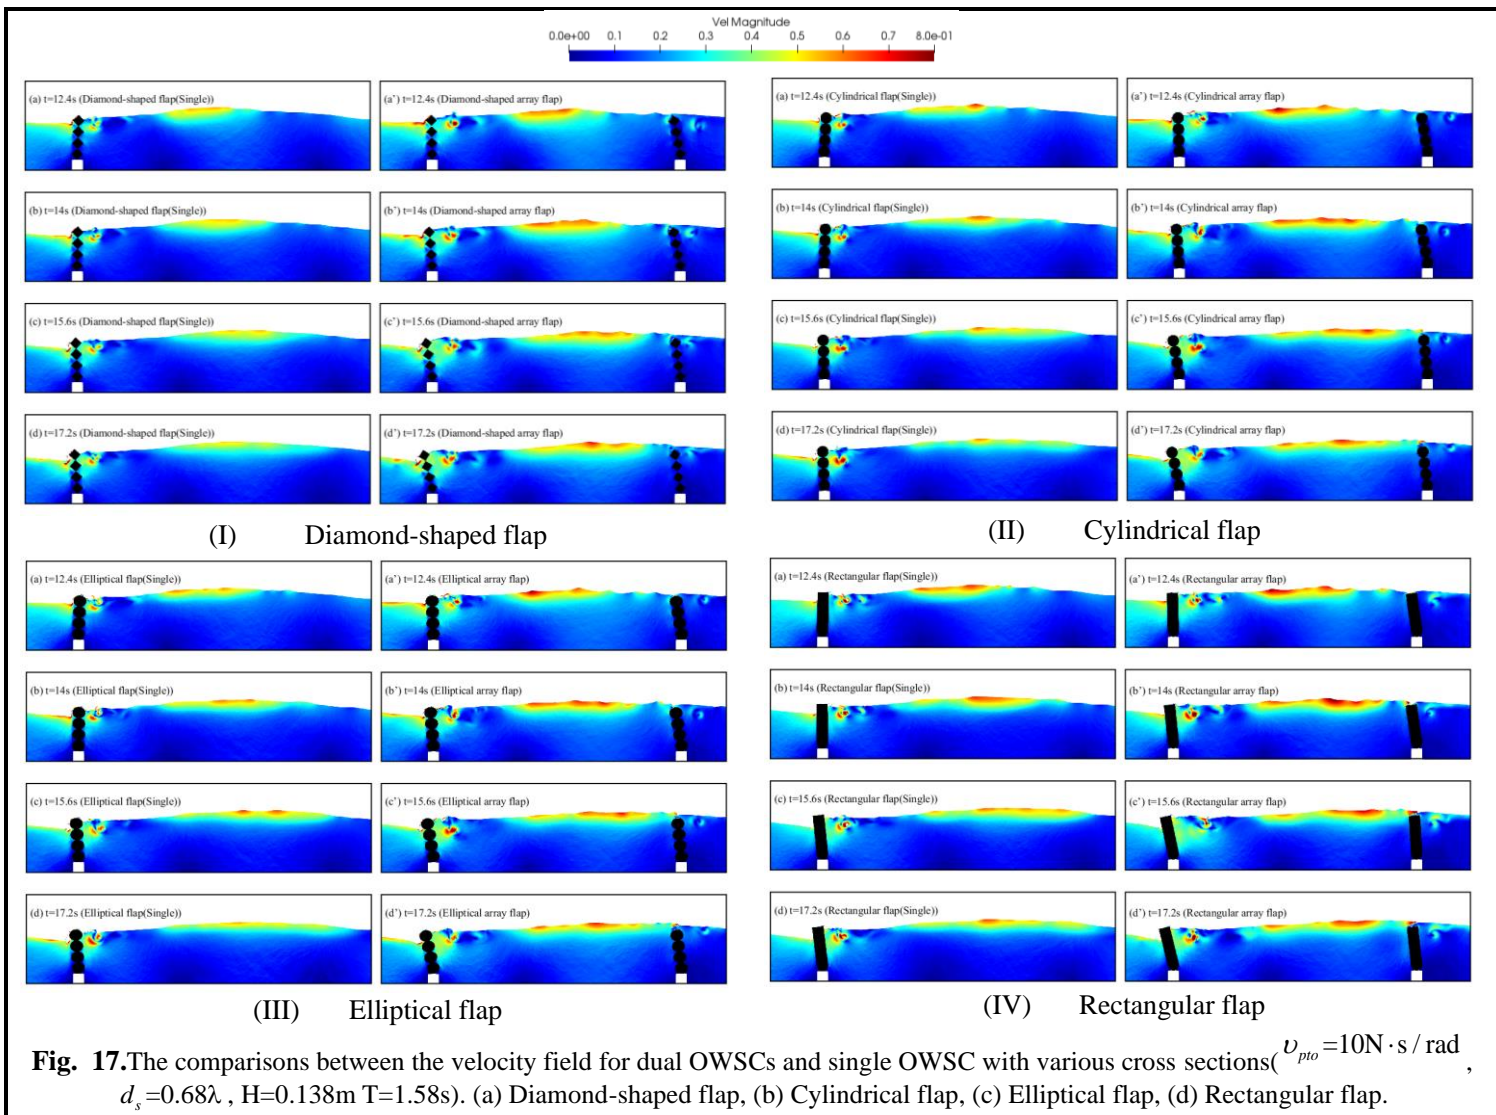 Vel Magnitude
0.0e+00 0.1 0.2 0.3 0.4 0.5 0.6 0.7 8.0e-01
(a) t=12.4s (Diamond-shaped flap(Single))
(a’) t=12.4s (Diamond-shaped array flap)
(b) t=14s (Diamond-shaped flap(Single))
(b’) t=14s (Diamond-shaped array flap)
(c) t=15.6s (Diamond-shaped flap(Single))
(c’) t=15.6s (Diamond-shaped array flap)
(d) t=17.2s (Diamond-shaped flap(Single))
(d’) t=17.2s (Diamond-shaped array flap)
(I) Diamond-shaped flap
(a) t=12.4s (Cylindrical flap(Single))
(a’) t=12.4s (Cylindrical array flap)
(b) t=14s (Cylindrical flap(Single))
(b’) t=14s (Cylindrical array flap)
(c) t=15.6s (Cylindrical flap(Single))
(c’) t=15.6s (Cylindrical array flap)
(d) t=17.2s (Cylindrical flap(Single))
(d’) t=17.2s (Cylindrical array flap)
(II) Cylindrical flap
(a) t=12.4s (Elliptical flap(Single))
(a’) t=12.4s (Elliptical array flap)
(b) t=14s (Elliptical flap(Single))
(b’) t=14s (Elliptical array flap)
(c) t=15.6s (Elliptical flap(Single))
(c’) t=15.6s (Elliptical array flap)
(d) t=17.2s (Elliptical flap(Single))
(d’) t=17.2s (Elliptical array flap)
(III) Elliptical flap
(a) t=12.4s (Rectangular flap(Single))
(a’) t=12.4s (Rectangular array flap)
(b) t=14s (Rectangular flap(Single))
(b’) t=14s (Rectangular array flap)
(c) t=15.6s (Rectangular flap(Single))
(c’) t=15.6s (Rectangular array flap)
(d) t=17.2s (Rectangular flap(Single))
(d’) t=17.2s (Rectangular array flap)
(IV) Rectangular flap
Fig. 17.The comparisons between the velocity field for dual OWSCs and single OWSC with various cross sections(υpto =10N·s / rad ,
ds =0.68λ , H=0.138m T=1.58s). (a) Diamond-shaped flap, (b) Cylindrical flap, (c) Elliptical flap, (d) Rectangular flap.